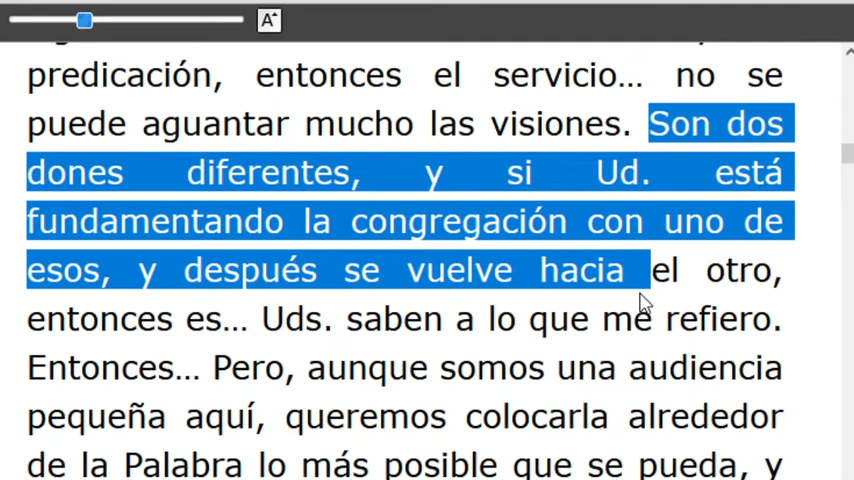 A
predicación, entonces el servicio… no se
puede aguantar mucho las visiones. Son dos
dones diferentes, y si Ud. está
fundamentando la congregación con uno de
esos, y después se vuelve hacia el otro,
entonces es… Uds. saben a lo que me refiero.
Entonces… Pero, aunque somos una audiencia
pequeña aquí, queremos colocarla alrededor
de la Palabra lo más posible que se pueda, y